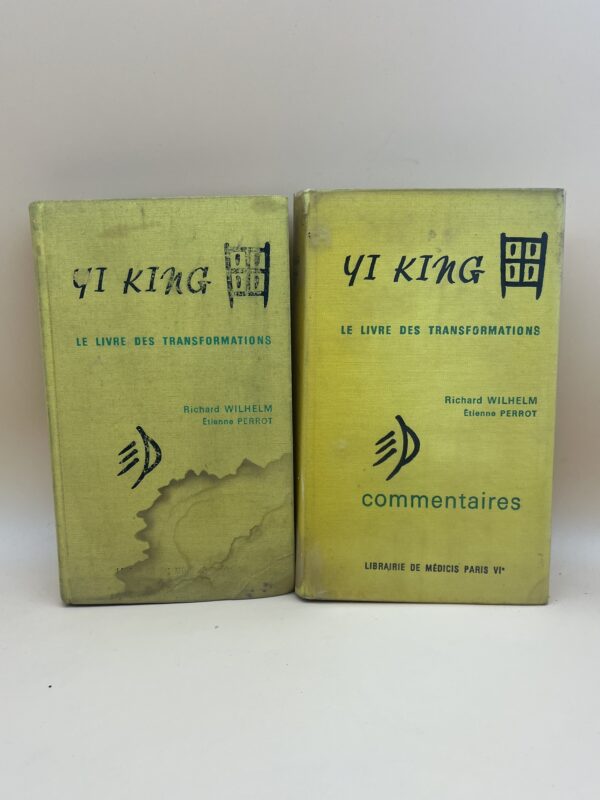 YI KING
LE LIVRE DES TRANSFORMATIONS
Richard WILHELM
Étienne PERROT
YI KING
LE LIVRE DES TRANSFORMATIONS
Richard WILHELM
Étienne PERROT
commentaires
LIBRAIRIE DE MÉDICIS PARIS VIᵉ